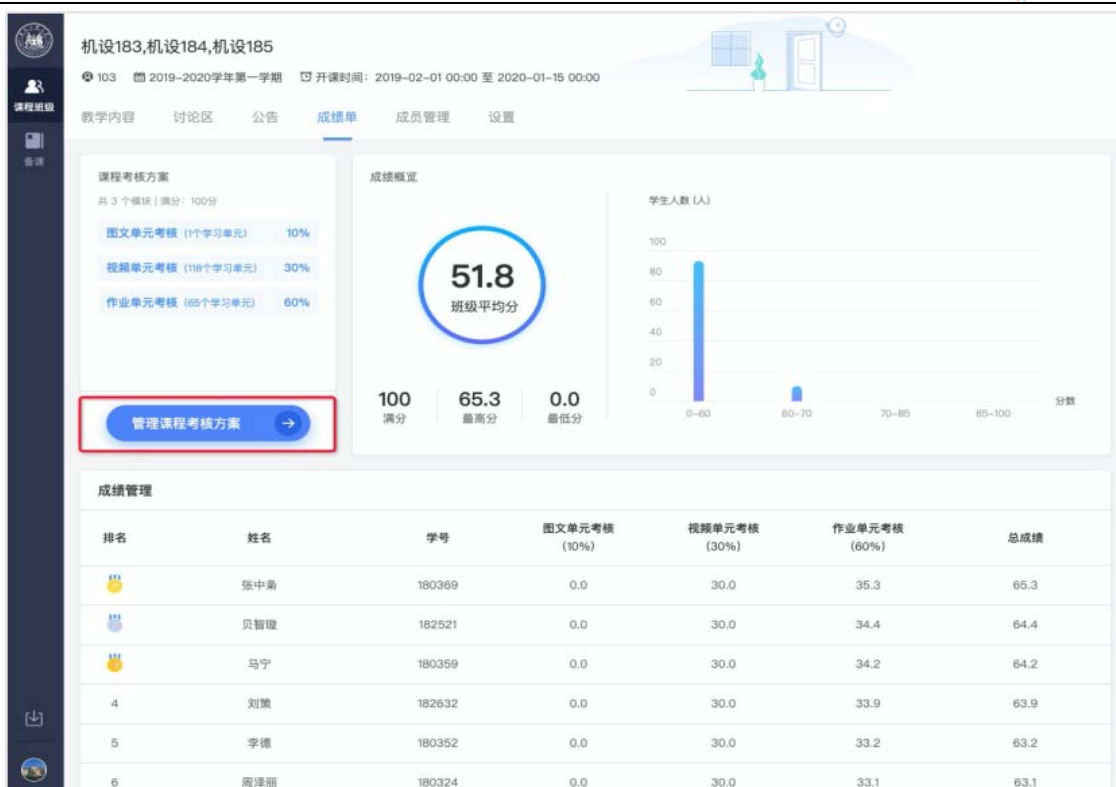 机设183,机设184,机设185
103 2019-2020学年第一学期 开课时间: 2019-02-01 00:00 至 2020-01-15 00:00
课程班级
备课
教学内容 讨论区 公告 成绩单 成员管理 设置
课程考核方案
共 3 个模块 | 满分: 100分
图文单元考核 (1个学习单元) 10%
视频单元考核 (118个学习单元) 30%
作业单元考核 (65个学习单元) 60%
管理课程考核方案
成绩概览
51.8
班级平均分
100 65.3 0.0
满分 最高分 最低分
学生人数 (人)
100
80
60
40
20
0
0-60 60-70 70-85 85-100 分数
成绩管理
排名 姓名 学号 图文单元考核 (10%) 视频单元考核 (30%) 作业单元考核 (60%) 总成绩
张中枭 180369 0.0 30.0 35.3 65.3
贝智璇 182521 0.0 30.0 34.4 64.4
马宁 180359 0.0 30.0 34.2 64.2
4 刘策 182632 0.0 30.0 33.9 63.9
5 李德 180352 0.0 30.0 33.2 63.2
6 周泽丽 180324 0.0 30.0 33.1 63.1